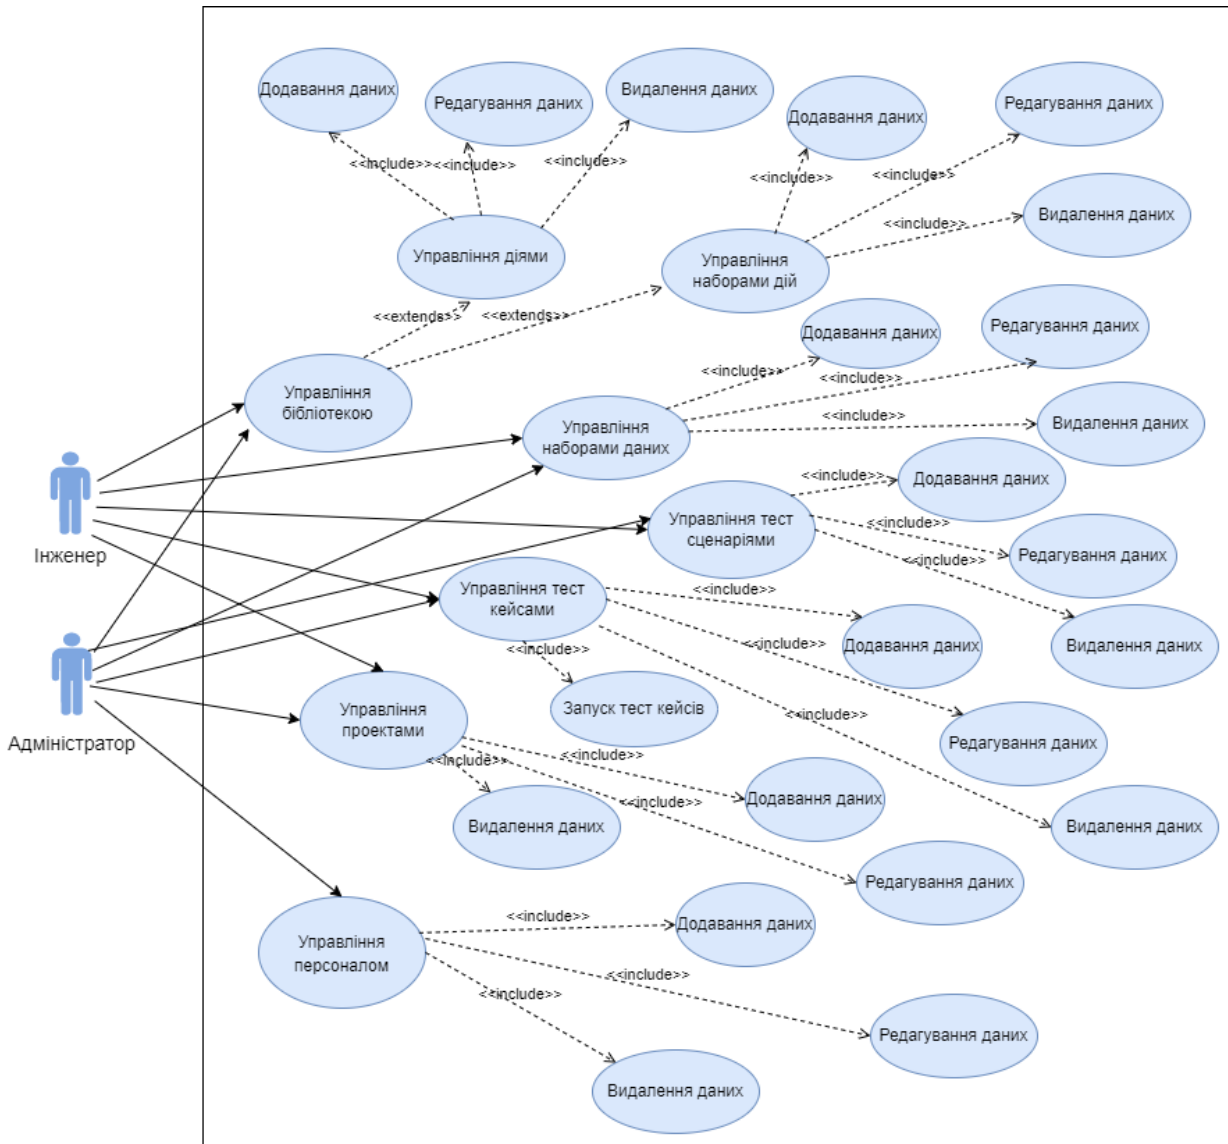 Додавання даних
Редагування даних
Видалення даних
Додавання даних
Редагування даних
<<include>>
<<include>>
<<include>>
<<include>>
<<include>>
Видалення даних
<<include>>
Управління діями
Управління
наборами дій
<<extends>>
<<extends>>
Додавання даних
Редагування даних
<<include>>
<<include>>
Управління
бібліотекою
Управління
наборами даних
<<include>>
Видалення даних
<<include>>
Додавання даних
Управління тест
сценаріями
<<include>>
Редагування даних
<<include>>
Інженер
Управління тест
кейсами
<<include>>
Додавання даних
<<include>>
Видалення даних
<<include>>
Запуск тест кейсів
Управління
проектами
<<include>>
Редагування даних
Адміністратор
<<include>>
<<include>>
Додавання даних
<<include>>
Видалення даних
Видалення даних
Редагування даних
<<include>>
Додавання даних
Управління
персоналом
<<include>>
<<include>>
Редагування даних
Видалення даних